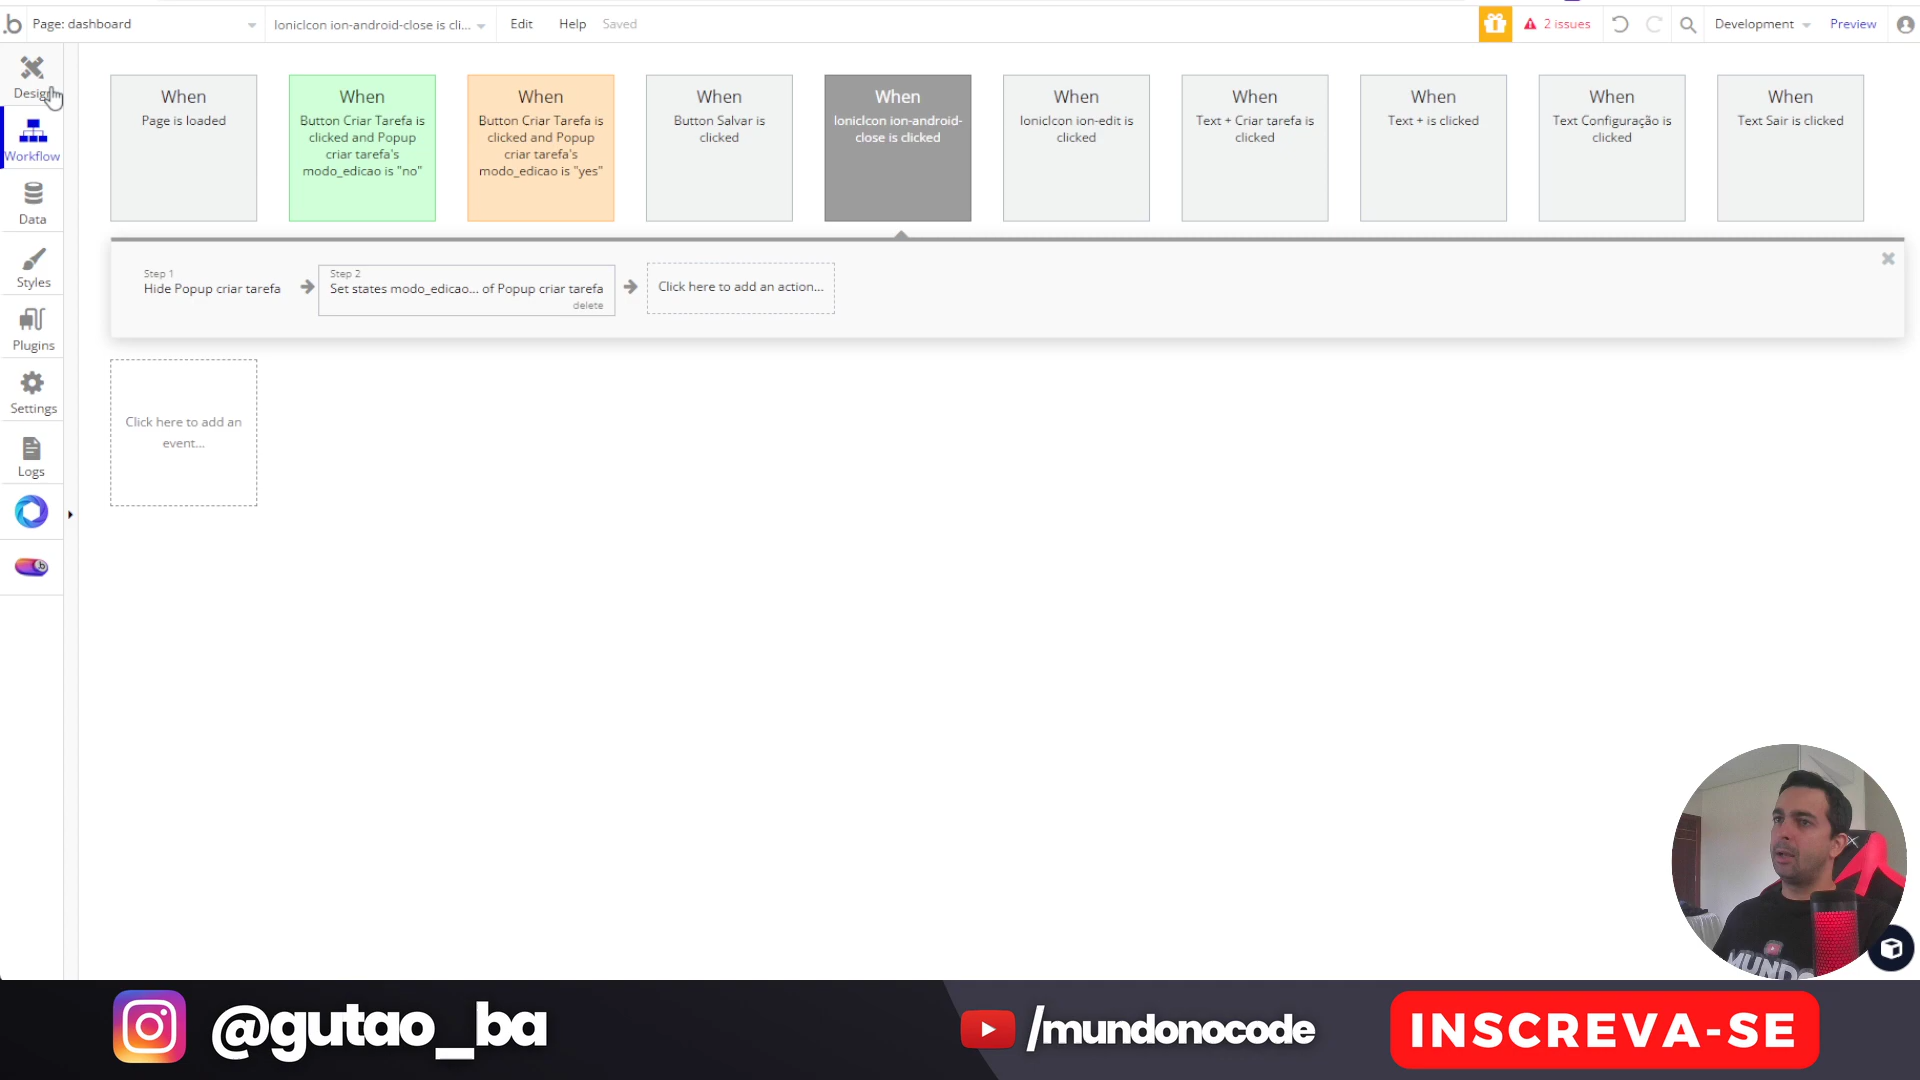 .b Page: dashboard IonicIcon ion-android-close is cli... Edit Help Saved 2 issues Development Preview
Design
Workflow
Data
Styles
Plugins
Settings
Logs
When
Page is loaded
When
Button Criar Tarefa is
clicked and Popup
criar tarefa's
modo_edicao is "no"
When
Button Criar Tarefa is
clicked and Popup
criar tarefa's
modo_edicao is "yes"
When
Button Salvar is
clicked
When
IonicIcon ion-android-
close is clicked
When
IonicIcon ion-edit is
clicked
When
Text + Criar tarefa is
clicked
When
Text + is clicked
When
Text Configuração is
clicked
When
Text Sair is clicked
Step 1
Hide Popup criar tarefa
Step 2
Set states modo_edicao... of Popup criar tarefa
delete
Click here to add an action...
Click here to add an
event...
MUNDO
@gutao_ba
/mundonocode
INSCREVA-SE